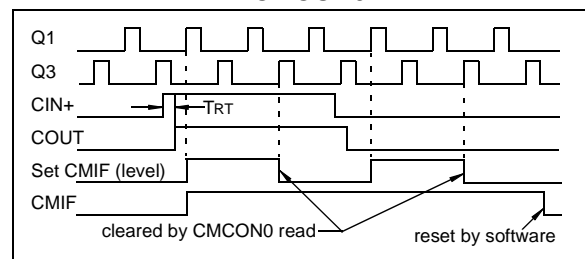 Q1
Q3
CIN+
TRT
COUT
Set CMIF (level)
CMIF
cleared by CMCON0 read
reset by software